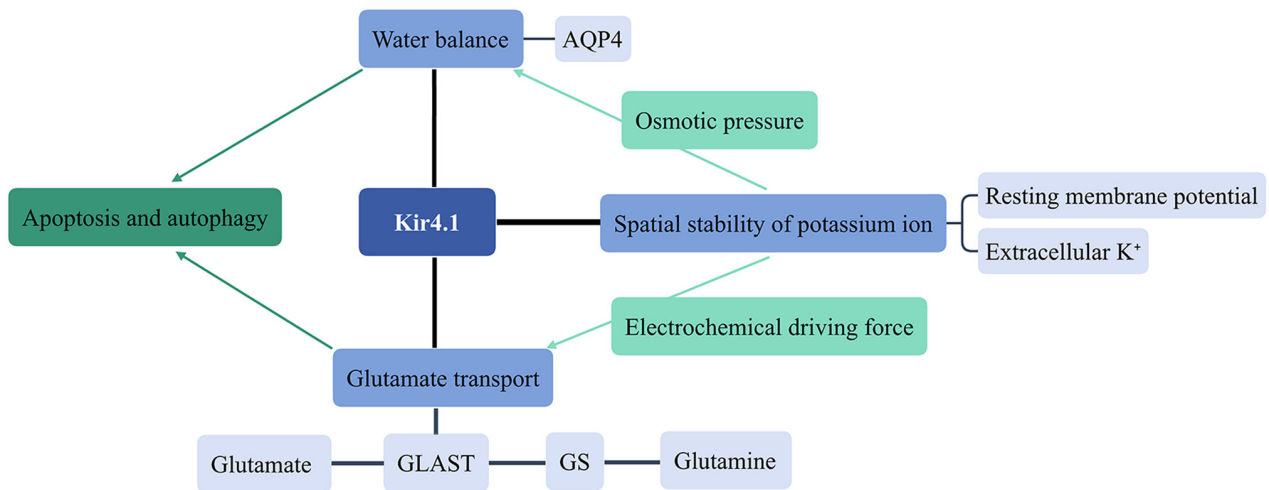 Water balance
AQP4
Osmotic pressure
Apoptosis and autophagy
Kir4.1
Spatial stability of potassium ion
Resting membrane potential
Extracellular K⁺
Electrochemical driving force
Glutamate transport
Glutamate
GLAST
GS
Glutamine